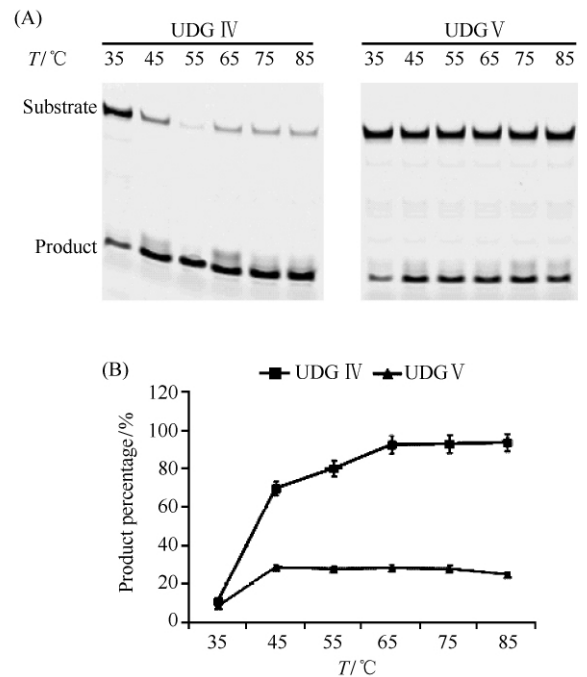 (A)
UDG Ⅳ UDG Ⅴ
T/℃ 35 45 55 65 75 85 35 45 55 65 75 85
Substrate
Product
(B)
UDG Ⅳ UDG Ⅴ
120
100
80
60
40
20
0
Product percentage/%
35 45 55 65 75 85
T/℃